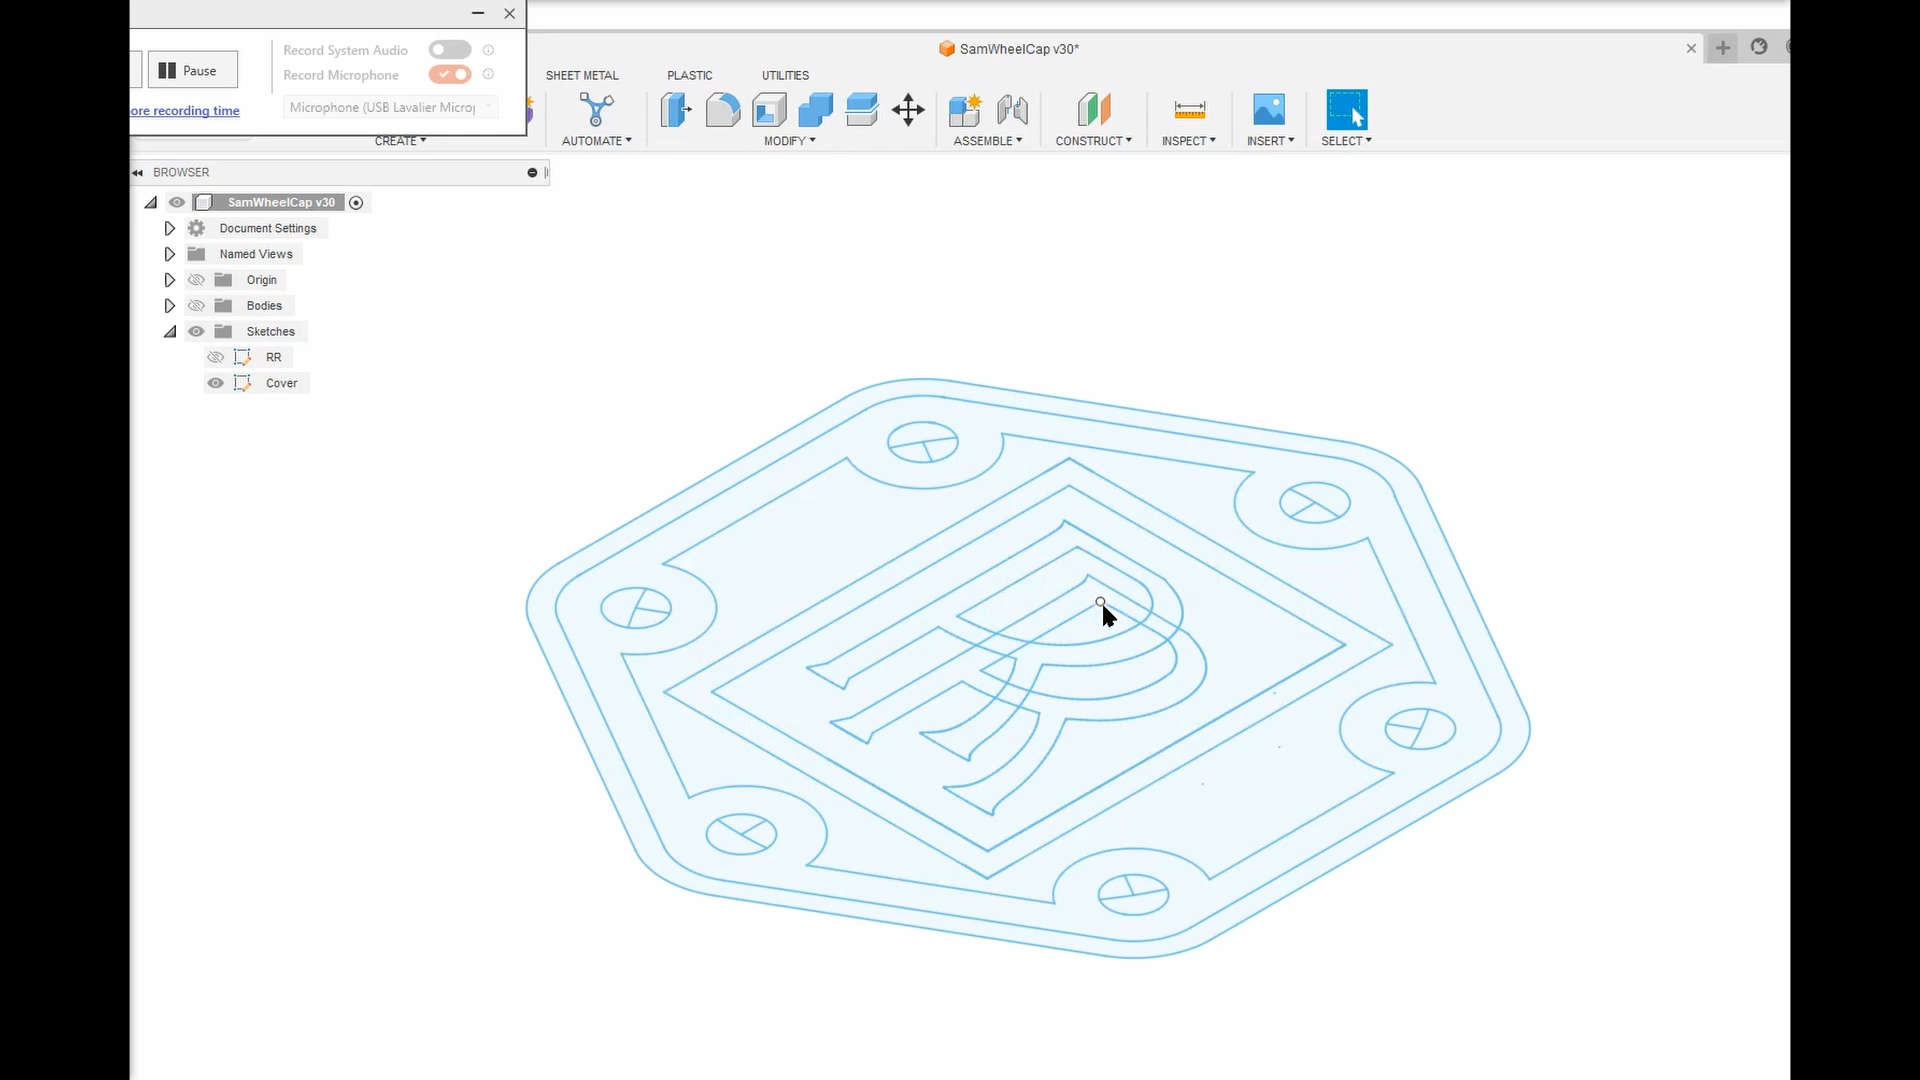 Pause
Record System Audio
Record Microphone
Microphone (USB Lavalier Microp
ore recording time
SamWheelCap v30*
SHEET METAL
PLASTIC
UTILITIES
CREATE
AUTOMATE
MODIFY
ASSEMBLE
CONSTRUCT
INSPECT
INSERT
SELECT
BROWSER
SamWheelCap v30
Document Settings
Named Views
Origin
Bodies
Sketches
RR
Cover
R
R